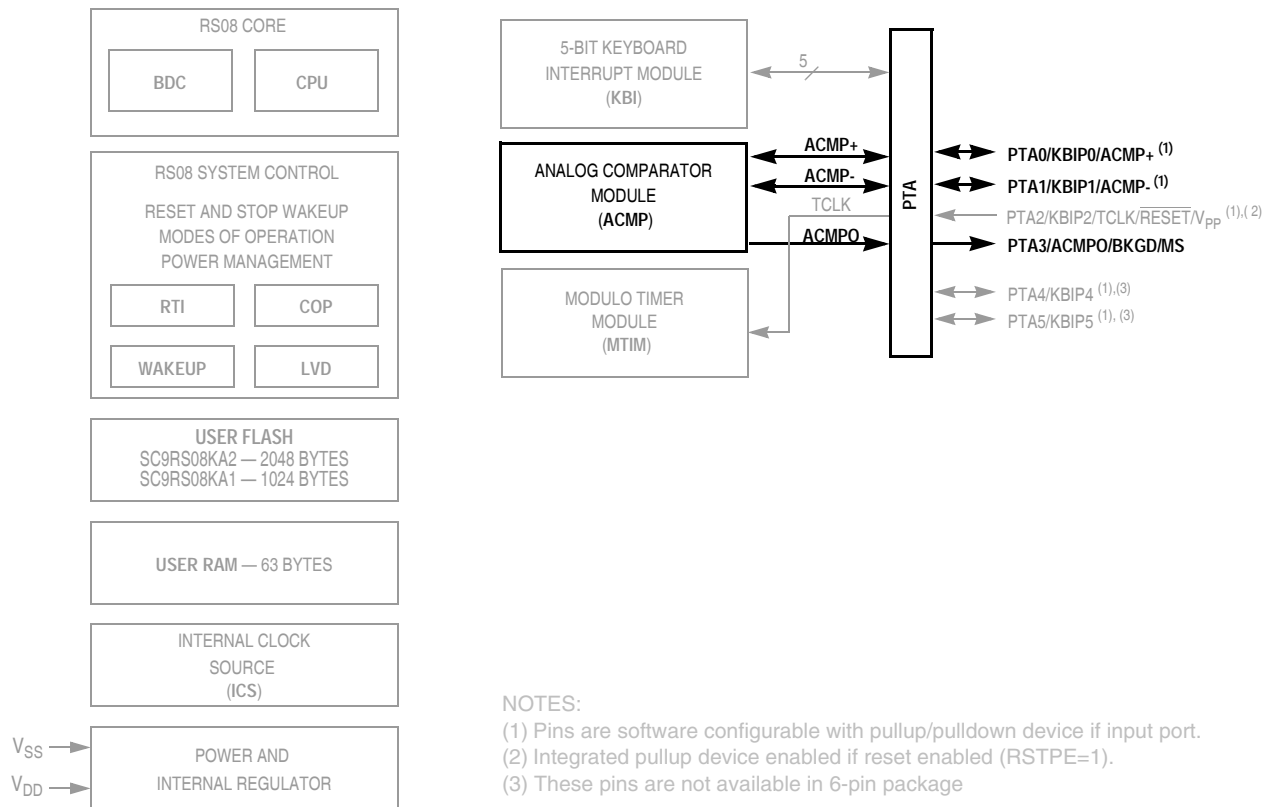 RS08 CORE
BDC
CPU
RS08 SYSTEM CONTROL
RESET AND STOP WAKEUP
MODES OF OPERATION
POWER MANAGEMENT
RTI
COP
WAKEUP
LVD
USER FLASH
SC9RS08KA2 — 2048 BYTES
SC9RS08KA1 — 1024 BYTES
USER RAM — 63 BYTES
INTERNAL CLOCK
SOURCE
(ICS)
VSS
VDD
POWER AND
INTERNAL REGULATOR
5-BIT KEYBOARD
INTERRUPT MODULE
(KBI)
5
ANALOG COMPARATOR
MODULE
(ACMP)
ACMP+
ACMP-
TCLK
ACMPO
MODULO TIMER
MODULE
(MTIM)
PTA
PTA0/KBIP0/ACMP+ (1)
PTA1/KBIP1/ACMP- (1)
PTA2/KBIP2/TCLK/RESET/VPP (1),( 2)
PTA3/ACMPO/BKGD/MS
PTA4/KBIP4 (1),(3)
PTA5/KBIP5 (1), (3)
NOTES:
(1) Pins are software configurable with pullup/pulldown device if input port.
(2) Integrated pullup device enabled if reset enabled (RSTPE=1).
(3) These pins are not available in 6-pin package